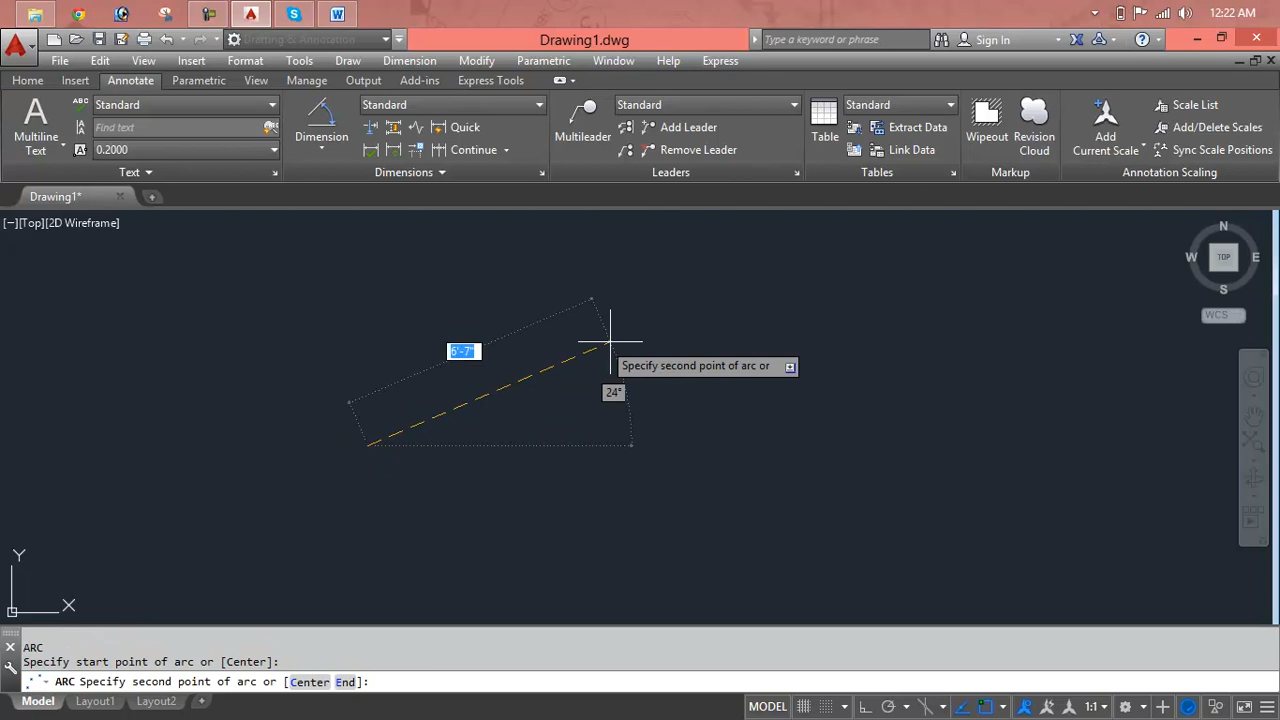 12:22 AM
Drafting & Annotation
Drawing1.dwg
Type a keyword or phrase
Sign In
File Edit View Insert Format Tools Draw Dimension Modify Parametric Window Help Express
Home Insert Annotate Parametric View Manage Output Add-ins Express Tools
Standard Standard Standard Standard Scale List
Find text Quick Add Leader Extract Data Add/Delete Scales
Multiline Text
Dimension
Multileader
Table
Wipeout
Revision Cloud
Add Current Scale
0.2000 Continue Remove Leader Link Data Sync Scale Positions
Text Dimensions Leaders Tables Markup Annotation Scaling
Drawing1*
[−][Top][2D Wireframe]
N
W TOP E
S
WCS
6'-7"
Specify second point of arc or
24°
Y
X
ARC
Specify start point of arc or [Center]:
ARC Specify second point of arc or [Center End]:
Model Layout1 Layout2 MODEL 1:1